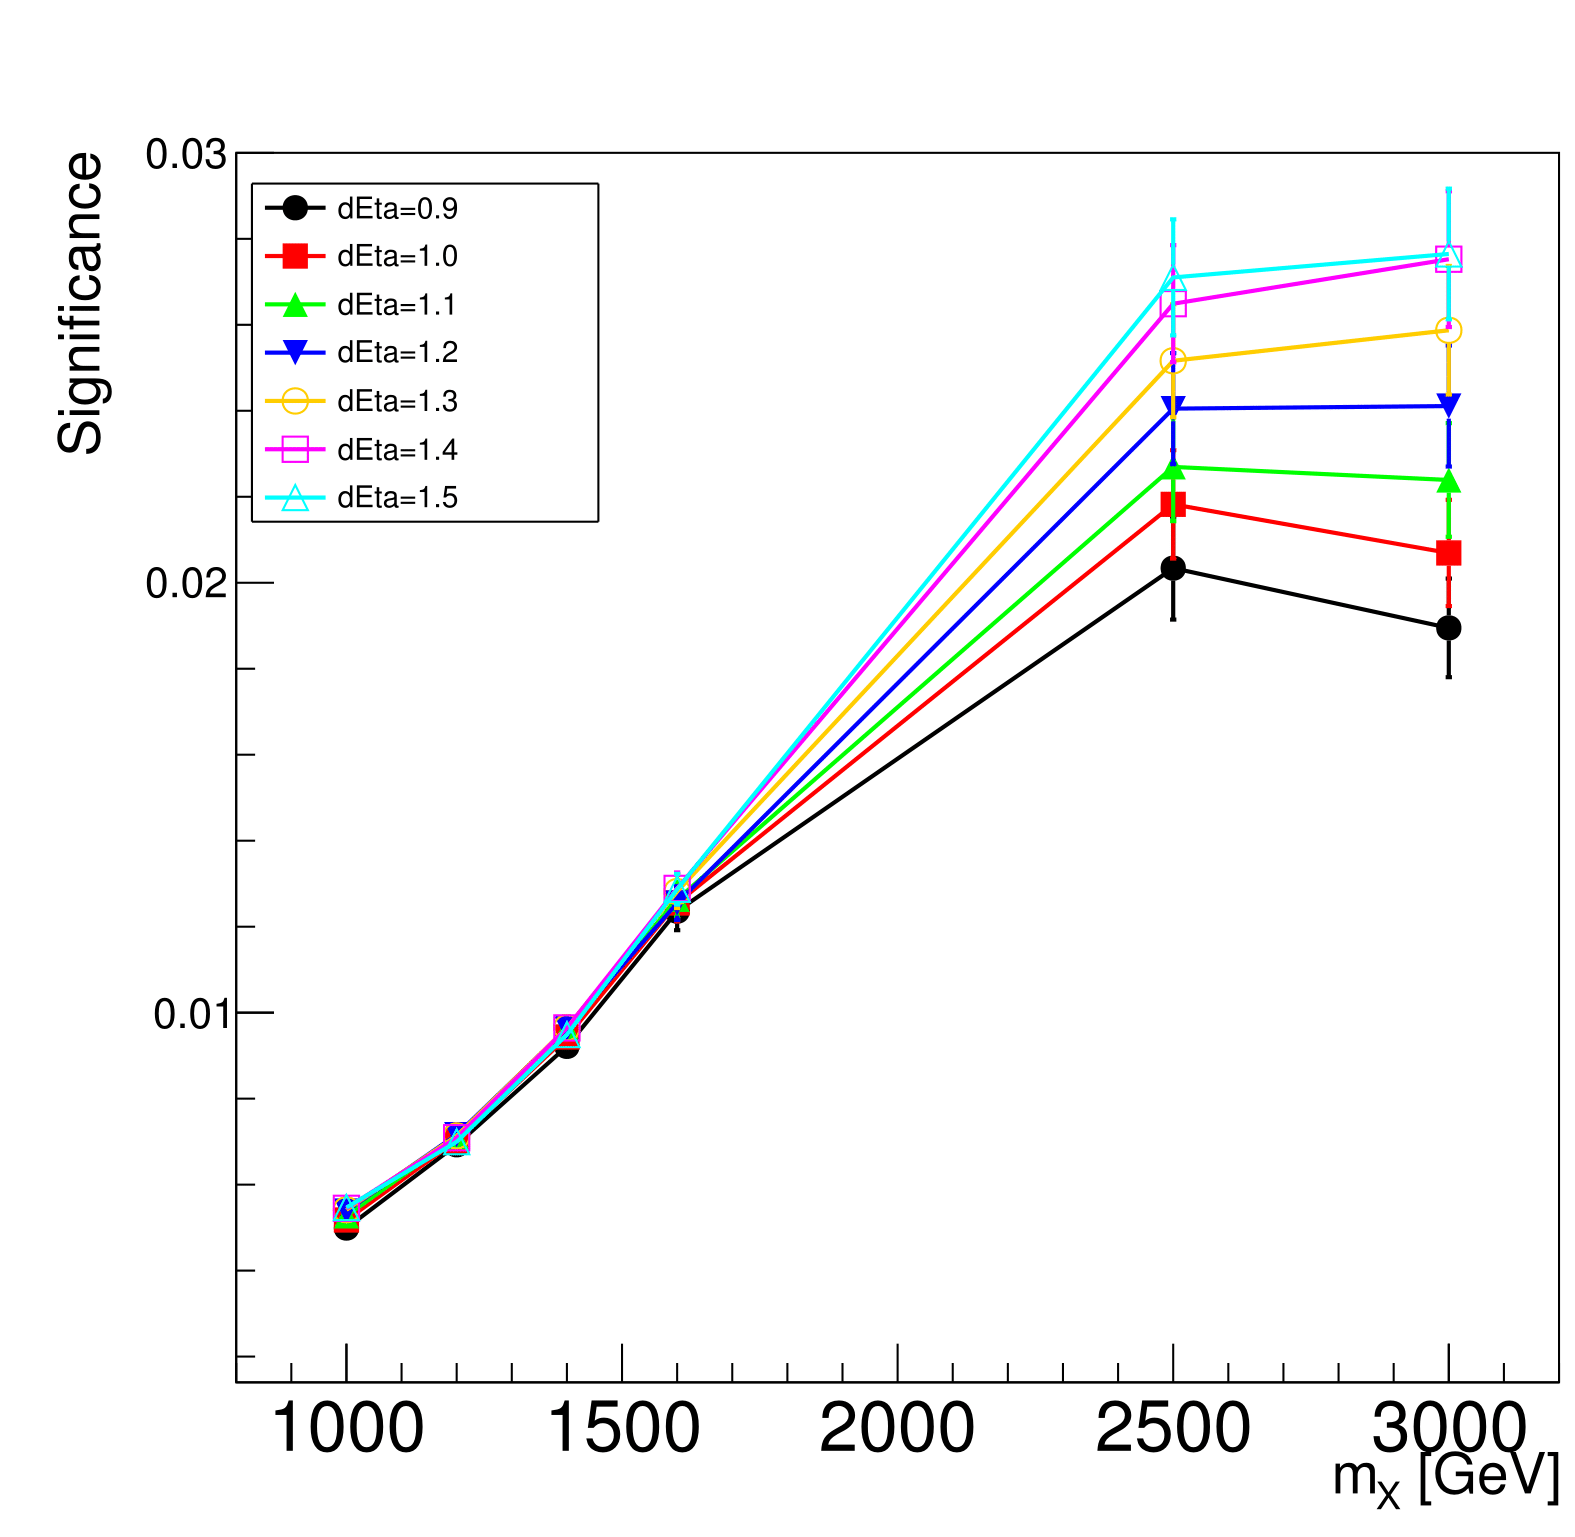 Significance
0.03
0.02
0.01
dEta=0.9
dEta=1.0
dEta=1.1
dEta=1.2
dEta=1.3
dEta=1.4
dEta=1.5
1000 1500 2000 2500 3000
mX [GeV]